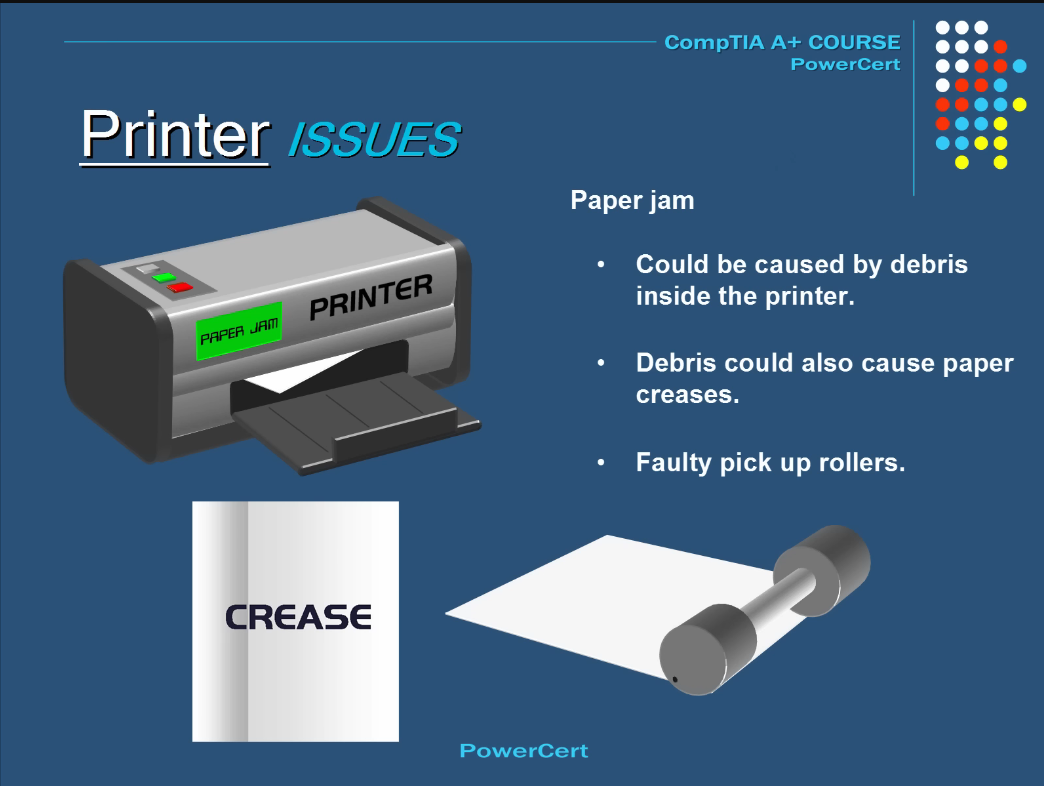 CompTIA A+ COURSE
PowerCert
Printer ISSUES
Paper jam
• Could be caused by debris
inside the printer.
• Debris could also cause paper
creases.
• Faulty pick up rollers.
PRINTER
PAPER JAM
CREASE
PowerCert